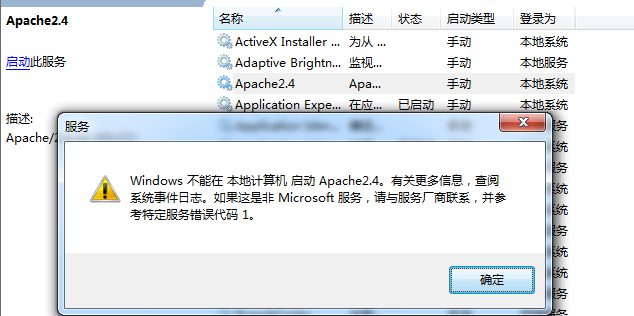 Apache2.4
启动此服务
描述:
Apache/2
名称 描述 状态 启动类型 登录为
ActiveX Installer ... 为从 ... 手动 本地系统
Adaptive Brightn... 监视... 手动 本地服务
Apache2.4 Apa... 手动 本地系统
Application Expe... 在应... 已启动 手动 本地系统
服务
Windows 不能在 本地计算机 启动 Apache2.4。有关更多信息，查阅
系统事件日志。如果这是非 Microsoft 服务，请与服务厂商联系，并参
考特定服务错误代码 1。
确定